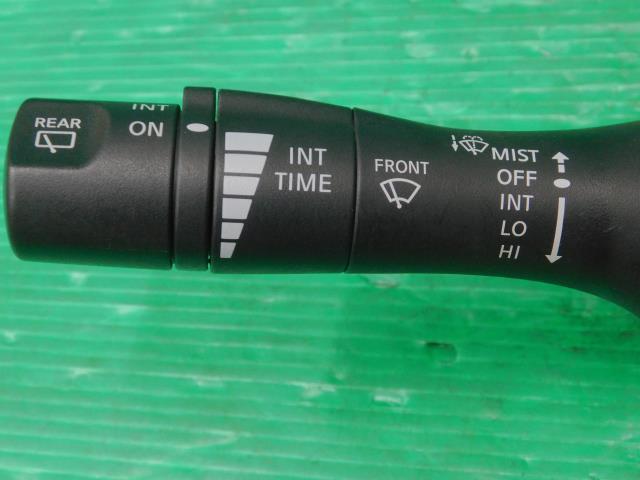 REAR
INT
ON
INT
TIME
FRONT
MIST
OFF
INT
LO
HI